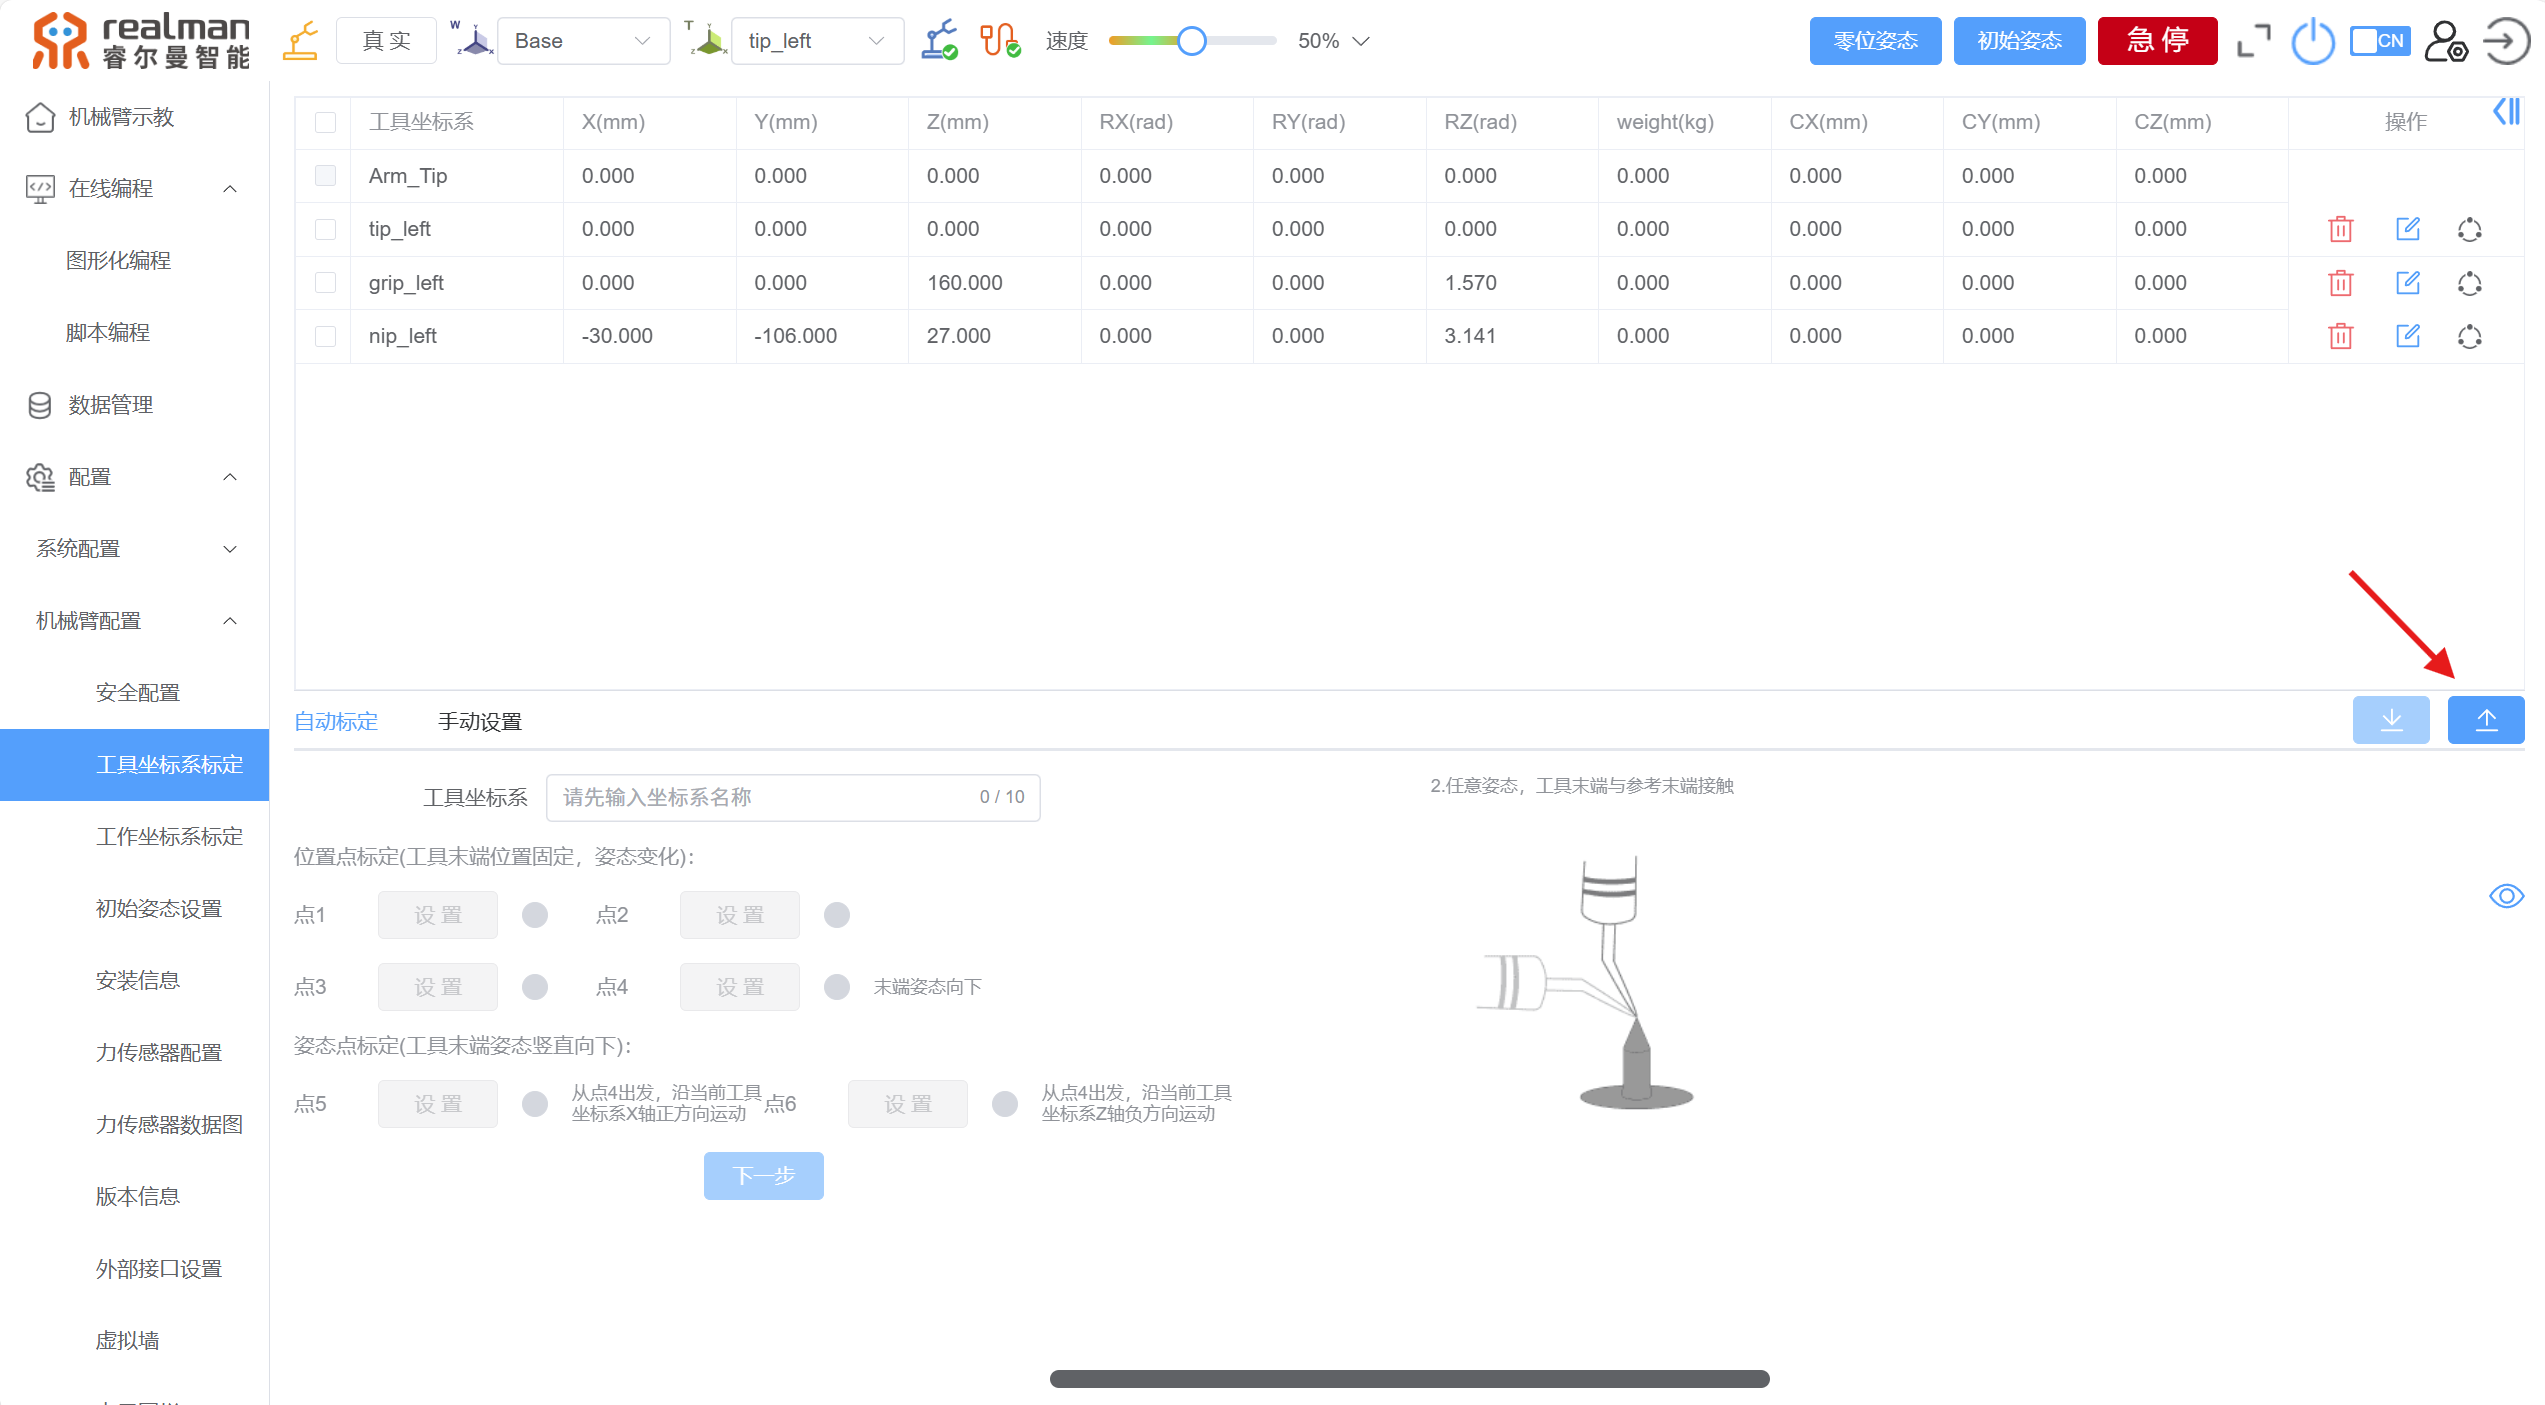 realman
睿尔曼智能
真 实
W
Y
Z
X
Base
T
Y
Z
X
tip_left
速度
50%
零位姿态
初始姿态
急 停
CN
机械臂示教
在线编程
图形化编程
脚本编程
数据管理
配置
系统配置
机械臂配置
安全配置
工具坐标系标定
工作坐标系标定
初始姿态设置
安装信息
力传感器配置
力传感器数据图
版本信息
外部接口设置
虚拟墙
工具坐标系 X(mm) Y(mm) Z(mm) RX(rad) RY(rad) RZ(rad) weight(kg) CX(mm) CY(mm) CZ(mm) 操作
Arm_Tip 0.000 0.000 0.000 0.000 0.000 0.000 0.000 0.000 0.000 0.000
tip_left 0.000 0.000 0.000 0.000 0.000 0.000 0.000 0.000 0.000 0.000
grip_left 0.000 0.000 160.000 0.000 0.000 1.570 0.000 0.000 0.000 0.000
nip_left -30.000 -106.000 27.000 0.000 0.000 3.141 0.000 0.000 0.000 0.000
自动标定 手动设置
工具坐标系 请先输入坐标系名称 0 / 10
位置点标定(工具末端位置固定，姿态变化)：
点1 设 置 点2 设 置
点3 设 置 点4 设 置 末端姿态向下
姿态点标定(工具末端姿态竖直向下)：
点5 设 置 从点4出发，沿当前工具
坐标系X轴正方向运动
点6 设 置 从点4出发，沿当前工具
坐标系Z轴负方向运动
下一步
2.任意姿态，工具末端与参考末端接触